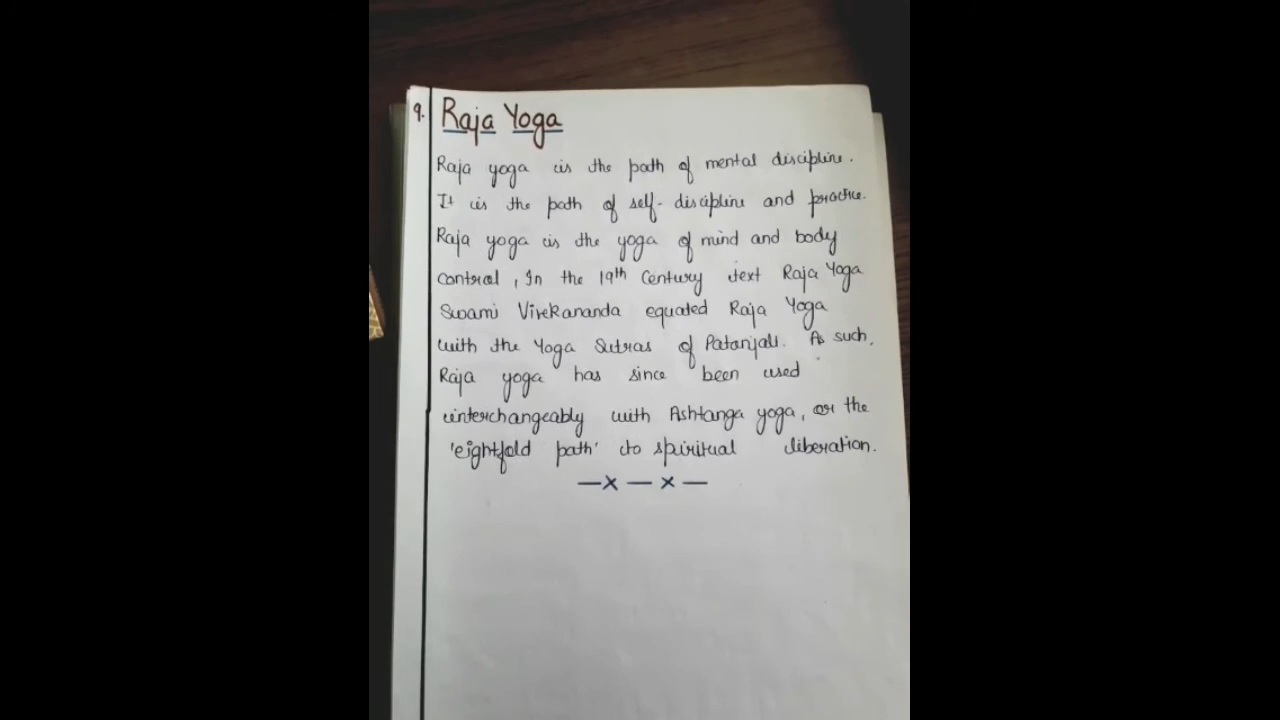 9. Raja Yoga
Raja yoga is the path of mental discipline.
It is the path of self-discipline and practice.
Raja yoga is the yoga of mind and body
control, In the 19th Century text Raja Yoga
Swami Vivekananda equated Raja Yoga
with the Yoga Sutras of Patanjali. As such,
Raja yoga has since been used
interchangeably with Ashtanga yoga, or the
'eightfold path' to spiritual liberation.
—x—x—